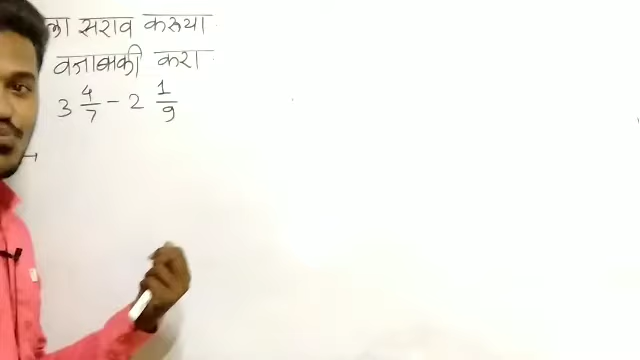 ला सराव करूया
वजाबाकी करा
3 4/7 - 2 1/9